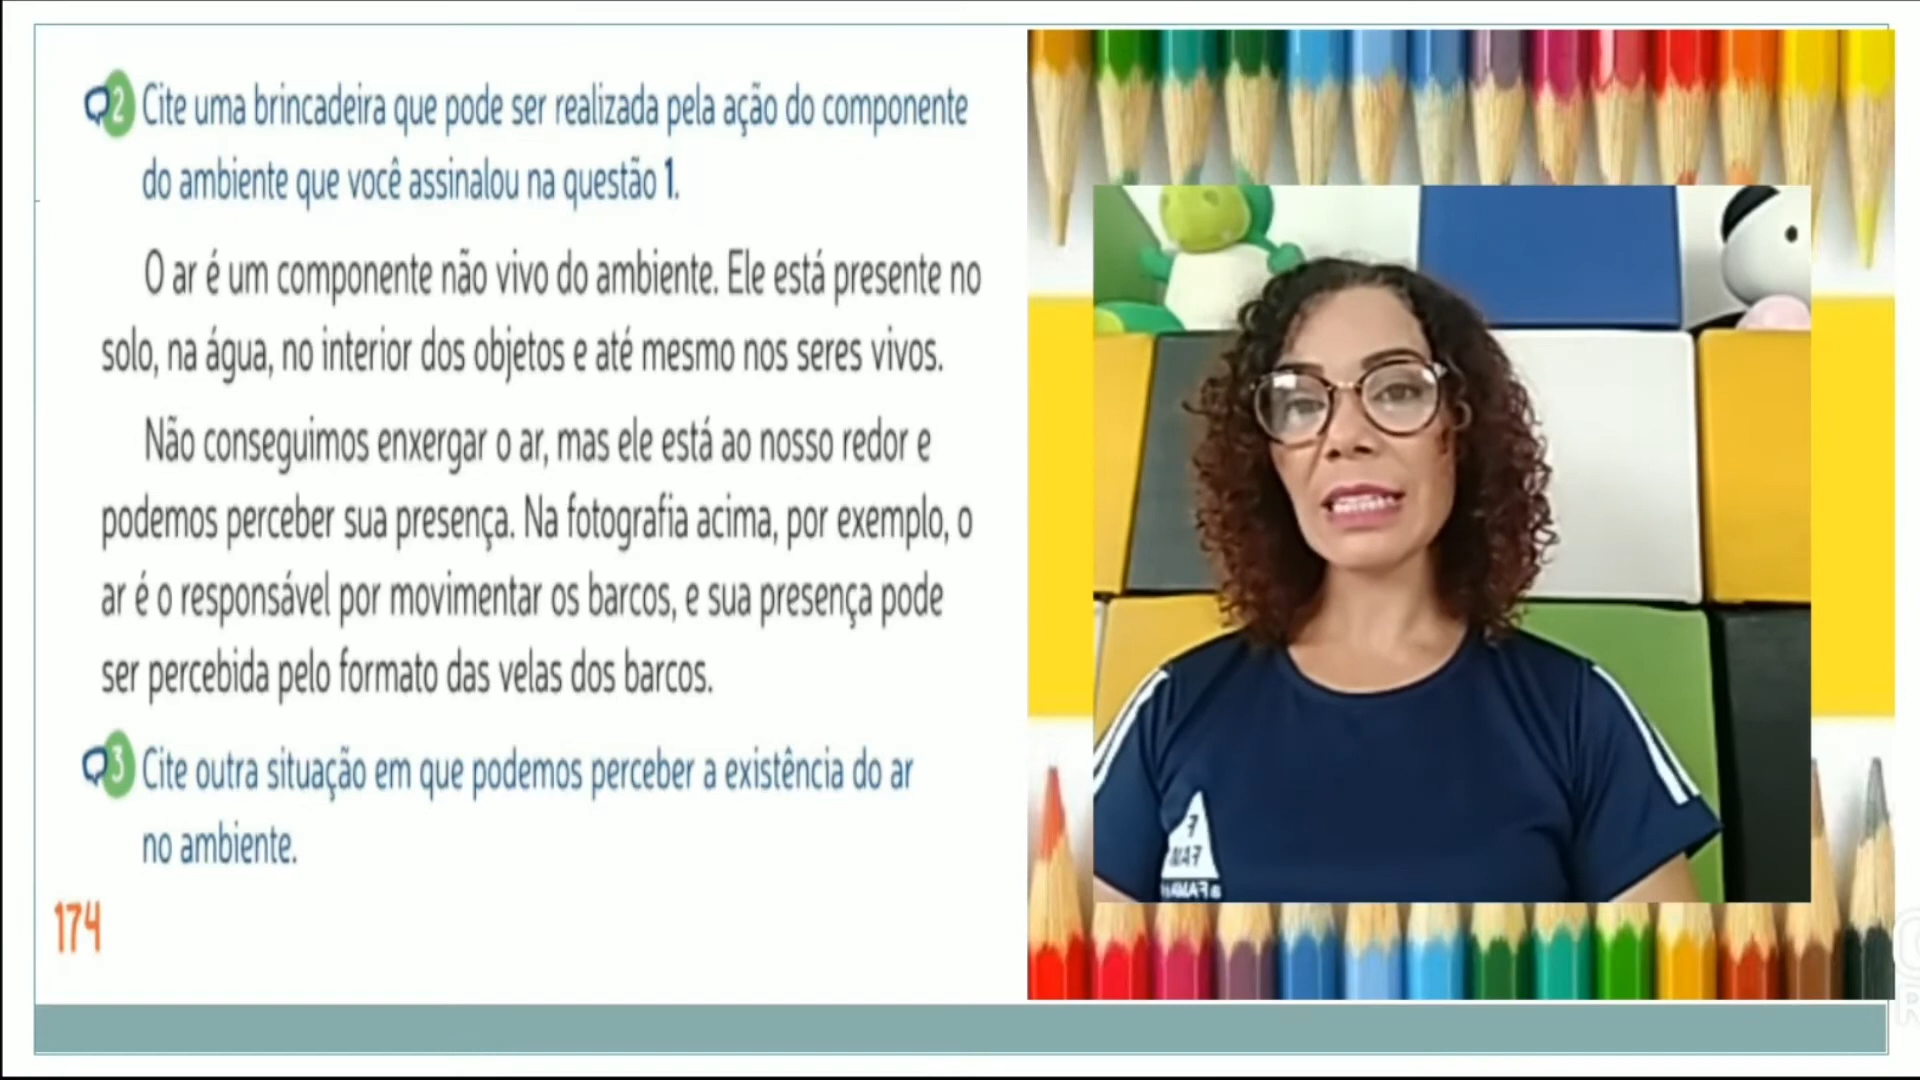 2 Cite uma brincadeira que pode ser realizada pela ação do componente
do ambiente que você assinalou na questão 1.
O ar é um componente não vivo do ambiente. Ele está presente no
solo, na água, no interior dos objetos e até mesmo nos seres vivos.
Não conseguimos enxergar o ar, mas ele está ao nosso redor e
podemos perceber sua presença. Na fotografia acima, por exemplo, o
ar é o responsável por movimentar os barcos, e sua presença pode
ser percebida pelo formato das velas dos barcos.
3 Cite outra situação em que podemos perceber a existência do ar
no ambiente.
174